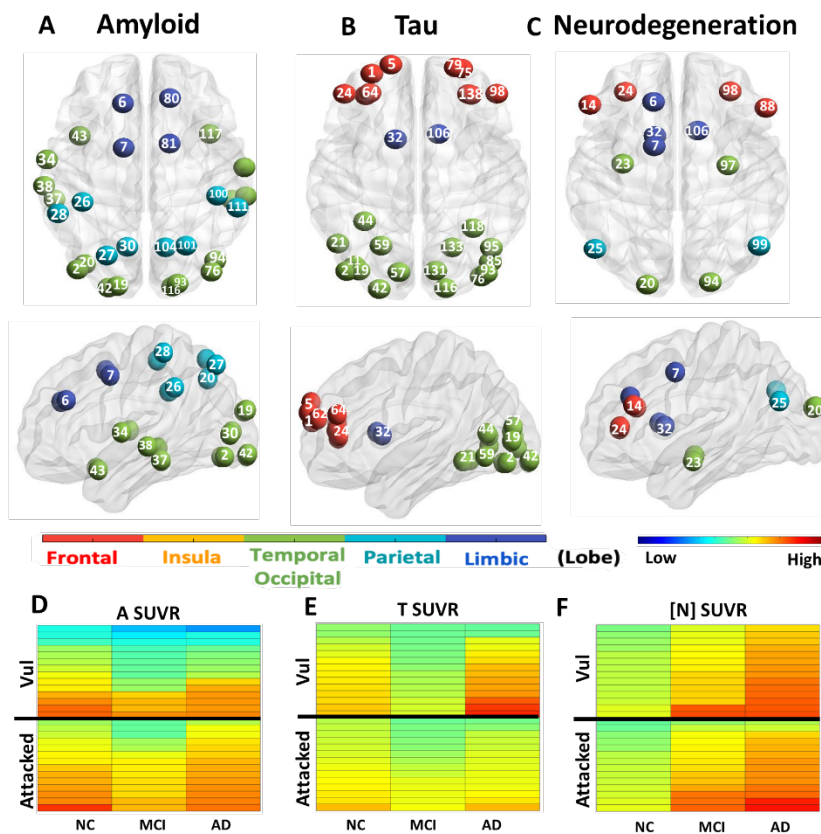 A Amyloid B Tau C Neurodegeneration
6 80 43 117 7 81 34 38 37 26 28 100 111 30 27 104 101 20 2 94 76 42 19 93 116
5 1 24 64 79 75 138 98 32 106 44 118 21 59 133 95 11 2 19 57 131 85 93 76 42 116
14 24 6 98 88 32 106 7 23 97 25 99 20 94
28 27 7 20 26 6 19 34 30 38 43 37 2 42
5 62 64 1 24 32 57 44 19 21 59 2 42
7 14 25 20 24 32 23
Frontal Insula Temporal Parietal Limbic (Lobe) Low High
Occipital
D A SUVR E T SUVR F [N] SUVR
Vul Vul Vul
Attacked Attacked Attacked
NC MCI AD NC MCI AD NC MCI AD